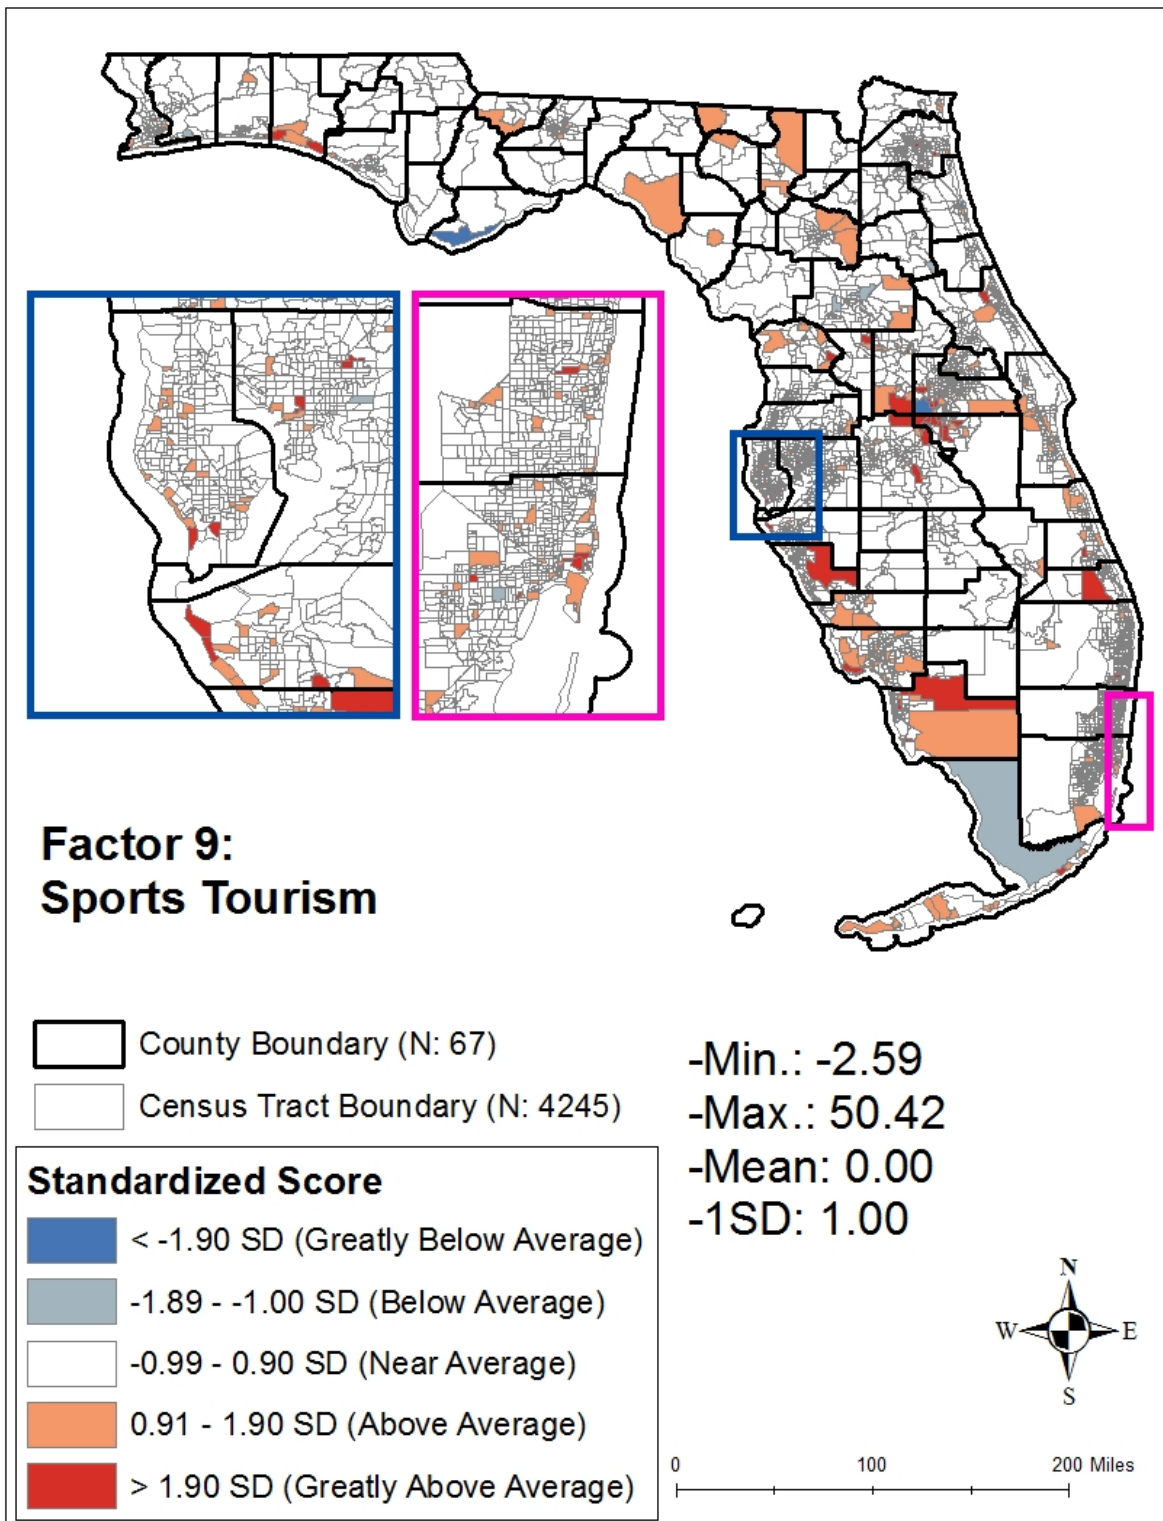 Factor 9:
Sports Tourism
County Boundary (N: 67)
Census Tract Boundary (N: 4245)
-Min.: -2.59
-Max.: 50.42
-Mean: 0.00
-1SD: 1.00
Standardized Score
< -1.90 SD (Greatly Below Average)
-1.89 - -1.00 SD (Below Average)
-0.99 - 0.90 SD (Near Average)
0.91 - 1.90 SD (Above Average)
> 1.90 SD (Greatly Above Average)
N
W E
S
0 100 200 Miles